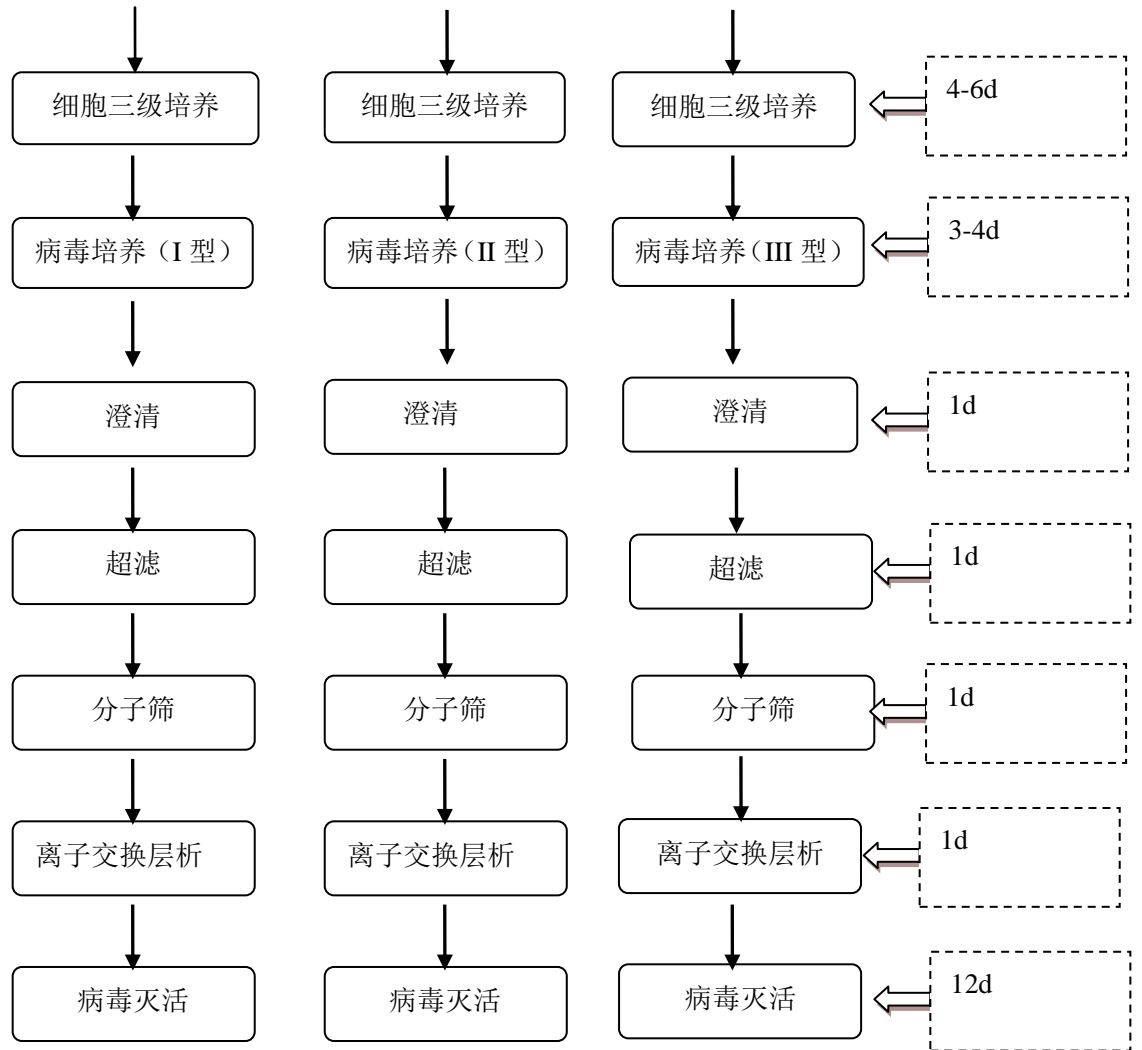 细胞三级培养
细胞三级培养
细胞三级培养
4-6d
病毒培养（I 型）
病毒培养（II 型）
病毒培养（III 型）
3-4d
澄清
澄清
澄清
1d
超滤
超滤
超滤
1d
分子筛
分子筛
分子筛
1d
离子交换层析
离子交换层析
离子交换层析
1d
病毒灭活
病毒灭活
病毒灭活
12d